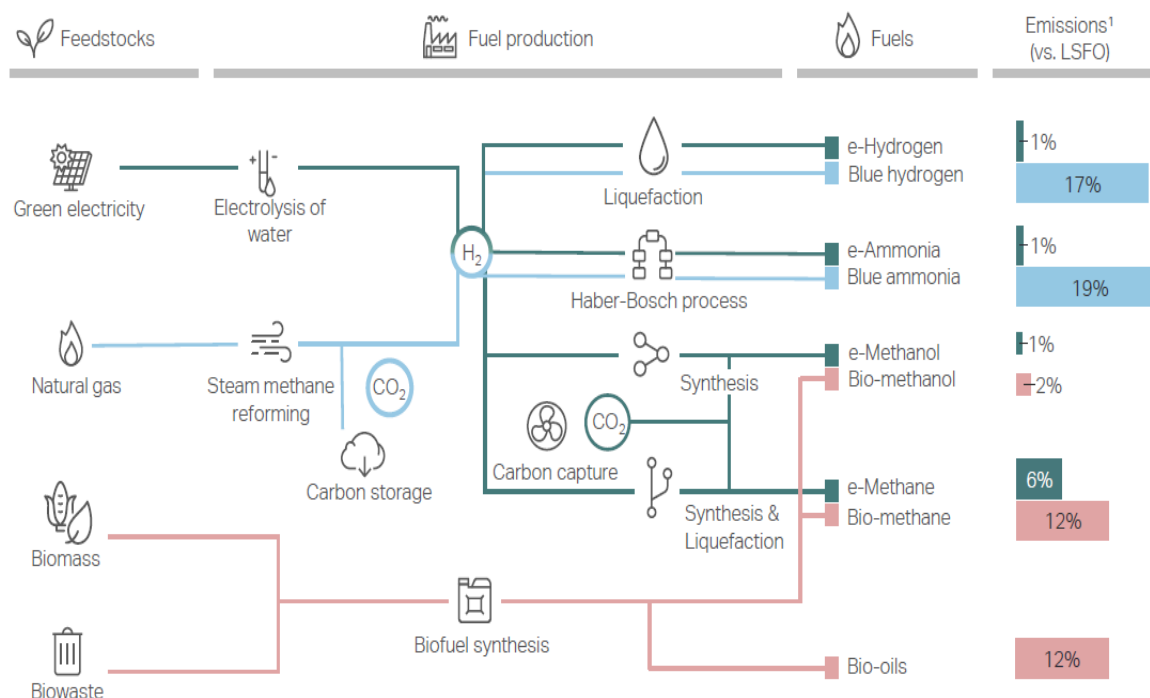 Feedstocks
Fuel production
Fuels
Emissions¹
(vs. LSFO)
Green electricity
Electrolysis of
water
H₂
Liquefaction
e-Hydrogen
1%
Blue hydrogen
17%
Haber-Bosch process
e-Ammonia
1%
Blue ammonia
19%
Natural gas
Steam methane
reforming
CO₂
Carbon storage
Synthesis
e-Methanol
1%
Bio-methanol
2%
Carbon capture
CO₂
Synthesis &
Liquefaction
e-Methane
6%
Bio-methane
12%
Biomass
Biowaste
Biofuel synthesis
Bio-oils
12%